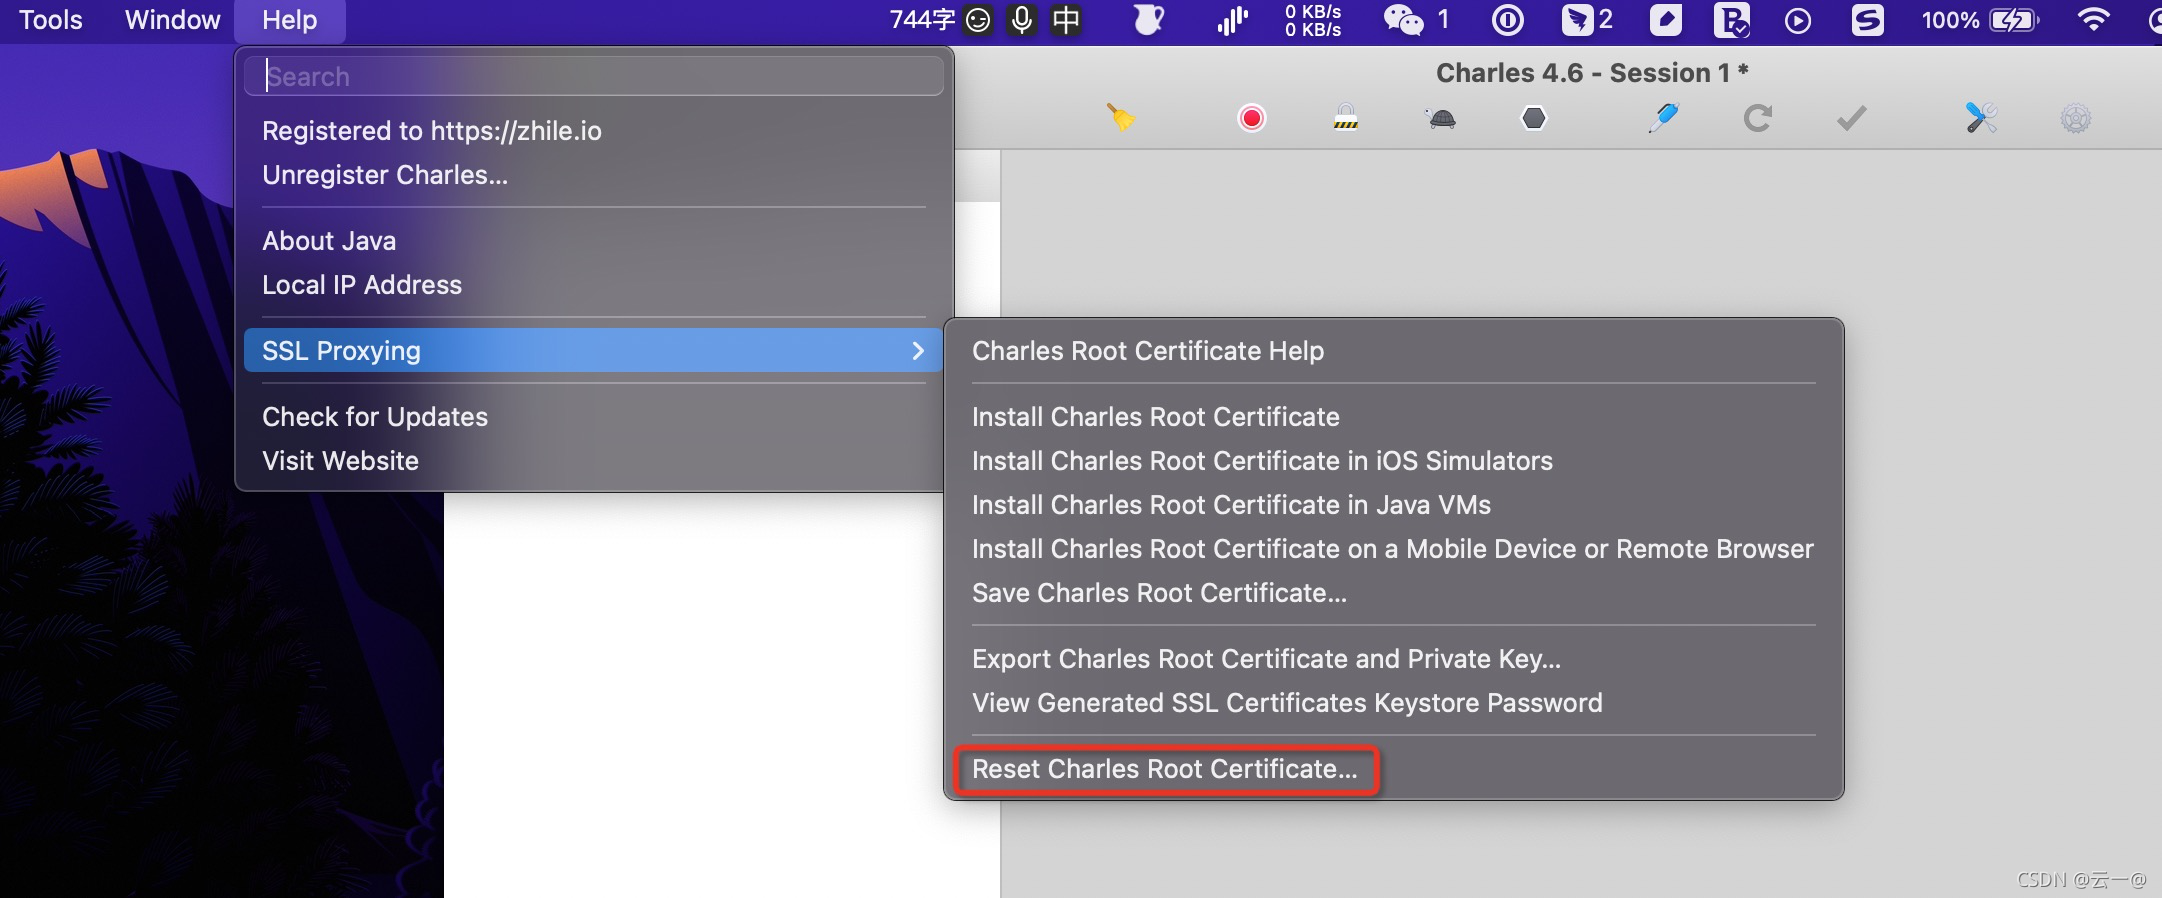 Tools Window Help 744字 中 0 KB/s 1 2 100%
0 KB/s
Charles 4.6 - Session 1 *
Search
Registered to https://zhile.io
Unregister Charles...
About Java
Local IP Address
SSL Proxying
Check for Updates
Visit Website
Charles Root Certificate Help
Install Charles Root Certificate
Install Charles Root Certificate in iOS Simulators
Install Charles Root Certificate in Java VMs
Install Charles Root Certificate on a Mobile Device or Remote Browser
Save Charles Root Certificate...
Export Charles Root Certificate and Private Key...
View Generated SSL Certificates Keystore Password
Reset Charles Root Certificate...
CSDN @云一@